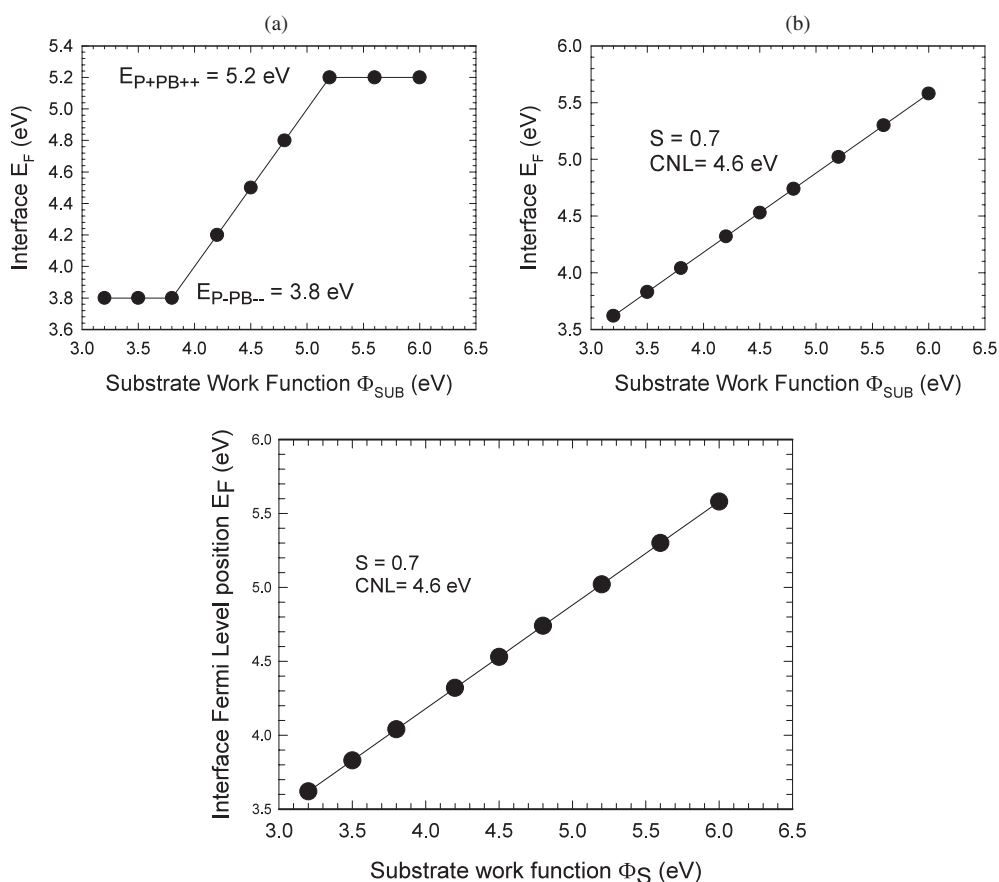 (a)
5.4
5.2
5.0
4.8
4.6
4.4
4.2
4.0
3.8
3.6
Interface E_F (eV)
E_P+PB++ = 5.2 eV
E_P-PB-- = 3.8 eV
3.0 3.5 4.0 4.5 5.0 5.5 6.0 6.5
Substrate Work Function Φ_SUB (eV)
(b)
6.0
5.5
5.0
4.5
4.0
3.5
Interface E_F (eV)
S = 0.7
CNL= 4.6 eV
3.0 3.5 4.0 4.5 5.0 5.5 6.0 6.5
Substrate Work Function Φ_SUB (eV)
6.0
5.5
5.0
4.5
4.0
3.5
Interface Fermi Level position E_F (eV)
S = 0.7
CNL= 4.6 eV
3.0 3.5 4.0 4.5 5.0 5.5 6.0 6.5
Substrate work function Φ_S (eV)